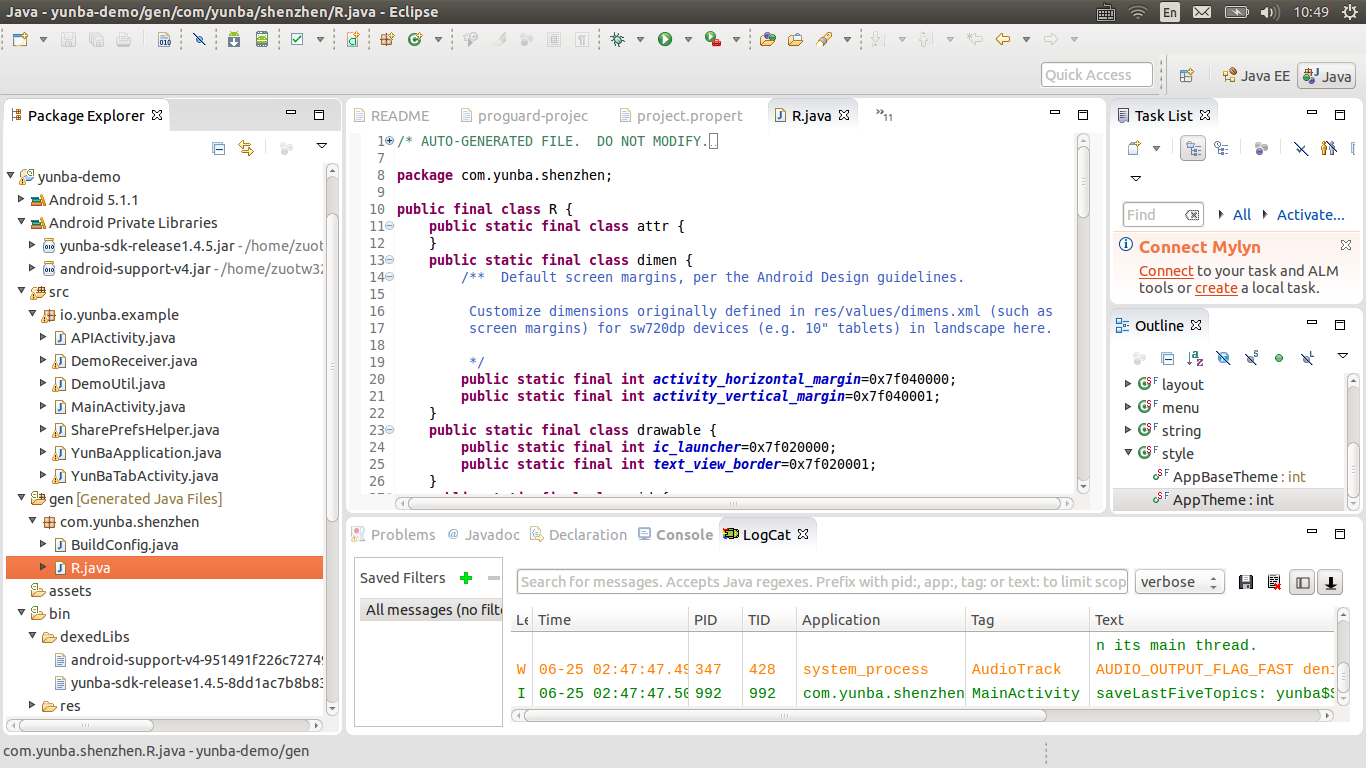 Java - yunba-demo/gen/com/yunba/shenzhen/R.java - Eclipse
En
10:49
Quick Access
Java EE
Java
Package Explorer
yunba-demo
Android 5.1.1
Android Private Libraries
yunba-sdk-release1.4.5.jar - /home/zuot
android-support-v4.jar - /home/zuotw32
src
io.yunba.example
APIActivity.java
DemoReceiver.java
DemoUtil.java
MainActivity.java
SharePrefsHelper.java
YunBaApplication.java
YunBaTabActivity.java
gen [Generated Java Files]
com.yunba.shenzhen
BuildConfig.java
R.java
assets
bin
dexedLibs
android-support-v4-951491f226c72749
yunba-sdk-release1.4.5-8dd1ac7b8b83
res
README
proguard-projec
project.propert
R.java
»11
1 /* AUTO-GENERATED FILE.  DO NOT MODIFY.
7
8 package com.yunba.shenzhen;
9
10 public final class R {
11     public static final class attr {
12     }
13     public static final class dimen {
14         /**  Default screen margins, per the Android Design guidelines.
15
16          Customize dimensions originally defined in res/values/dimens.xml (such as
17          screen margins) for sw720dp devices (e.g. 10" tablets) in landscape here.
18
19          */
20         public static final int activity_horizontal_margin=0x7f040000;
21         public static final int activity_vertical_margin=0x7f040001;
22     }
23     public static final class drawable {
24         public static final int ic_launcher=0x7f020000;
25         public static final int text_view_border=0x7f020001;
26     }
Task List
Find
All
Activate...
Connect Mylyn
Connect to your task and ALM
tools or create a local task.
Outline
layout
menu
string
style
AppBaseTheme : int
AppTheme : int
Problems
@ Javadoc
Declaration
Console
LogCat
Saved Filters
All messages (no filte
Search for messages. Accepts Java regexes. Prefix with pid:, app:, tag: or text: to limit scop
verbose
Le Time PID TID Application Tag Text
n its main thread.
W 06-25 02:47:47.49 347 428 system_process AudioTrack AUDIO_OUTPUT_FLAG_FAST deni
I 06-25 02:47:47.50 992 992 com.yunba.shenzhen MainActivity saveLastFiveTopics: yunba$S
com.yunba.shenzhen.R.java - yunba-demo/gen